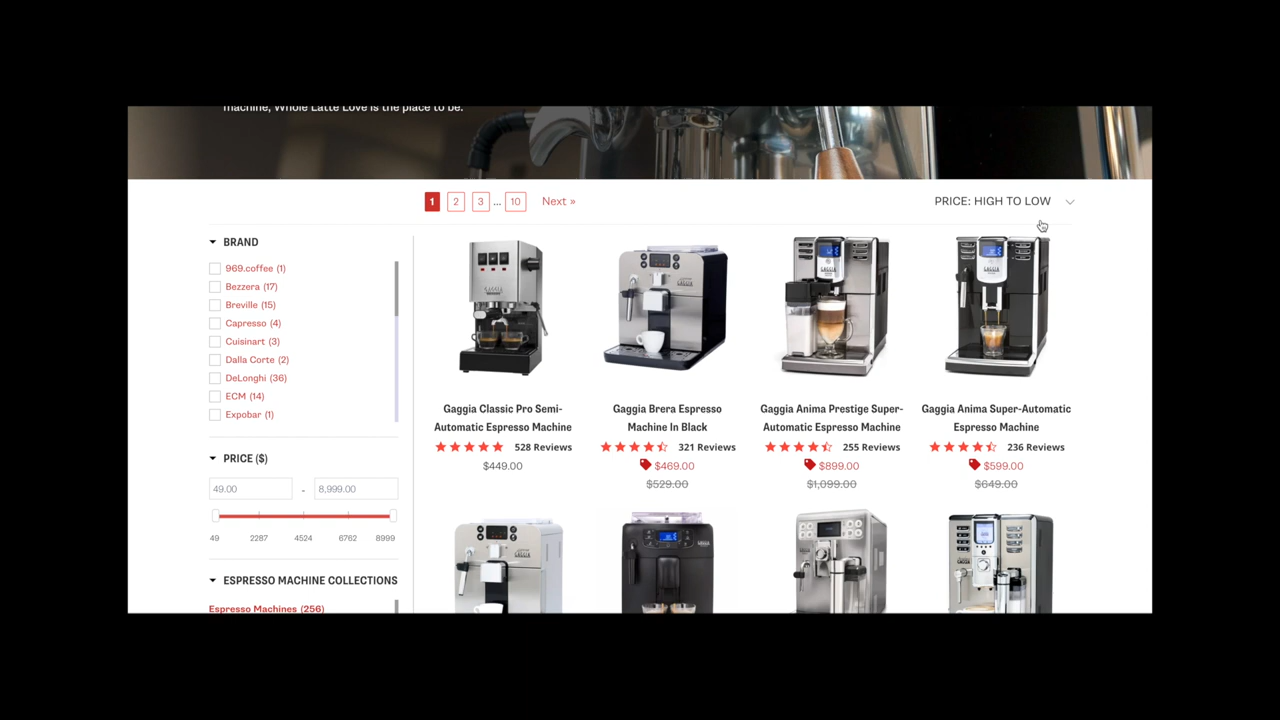 machine, Whole Latte Love is the place to be.
1 2 3 ... 10 Next »
PRICE: HIGH TO LOW
BRAND
969.coffee (1)
Bezzera (17)
Breville (15)
Capresso (4)
Cuisinart (3)
Dalla Corte (2)
DeLonghi (36)
ECM (14)
Expobar (1)
PRICE ($)
49.00 - 8,999.00
49 2287 4524 6762 8999
ESPRESSO MACHINE COLLECTIONS
Espresso Machines (256)
Gaggia Classic Pro Semi-
Automatic Espresso Machine
528 Reviews
$449.00
Gaggia Brera Espresso
Machine In Black
321 Reviews
$469.00
$529.00
Gaggia Anima Prestige Super-
Automatic Espresso Machine
255 Reviews
$899.00
$1,099.00
Gaggia Anima Super-Automatic
Espresso Machine
236 Reviews
$599.00
$649.00